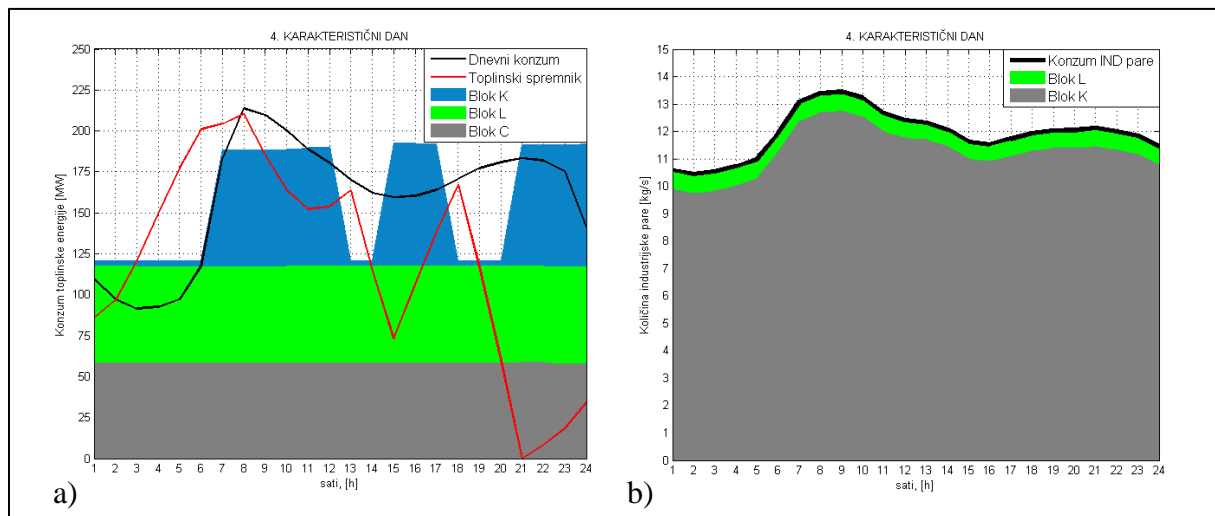 4. KARAKTERISTIČNI DAN
Konzum toplinske energije [MW]
250
225
200
175
150
125
100
75
50
25
0
Dnevni konzum
Toplinski spremnik
Blok K
Blok L
Blok C
1 2 3 4 5 6 7 8 9 10 11 12 13 14 15 16 17 18 19 20 21 22 23 24
sati, [h]
a)
4. KARAKTERISTIČNI DAN
Količina industrijske pare [kg/s]
15
14
13
12
11
10
9
8
7
6
5
4
3
2
1
0
Konzum IND pare
Blok L
Blok K
1 2 3 4 5 6 7 8 9 10 11 12 13 14 15 16 17 18 19 20 21 22 23 24
sati, [h]
b)